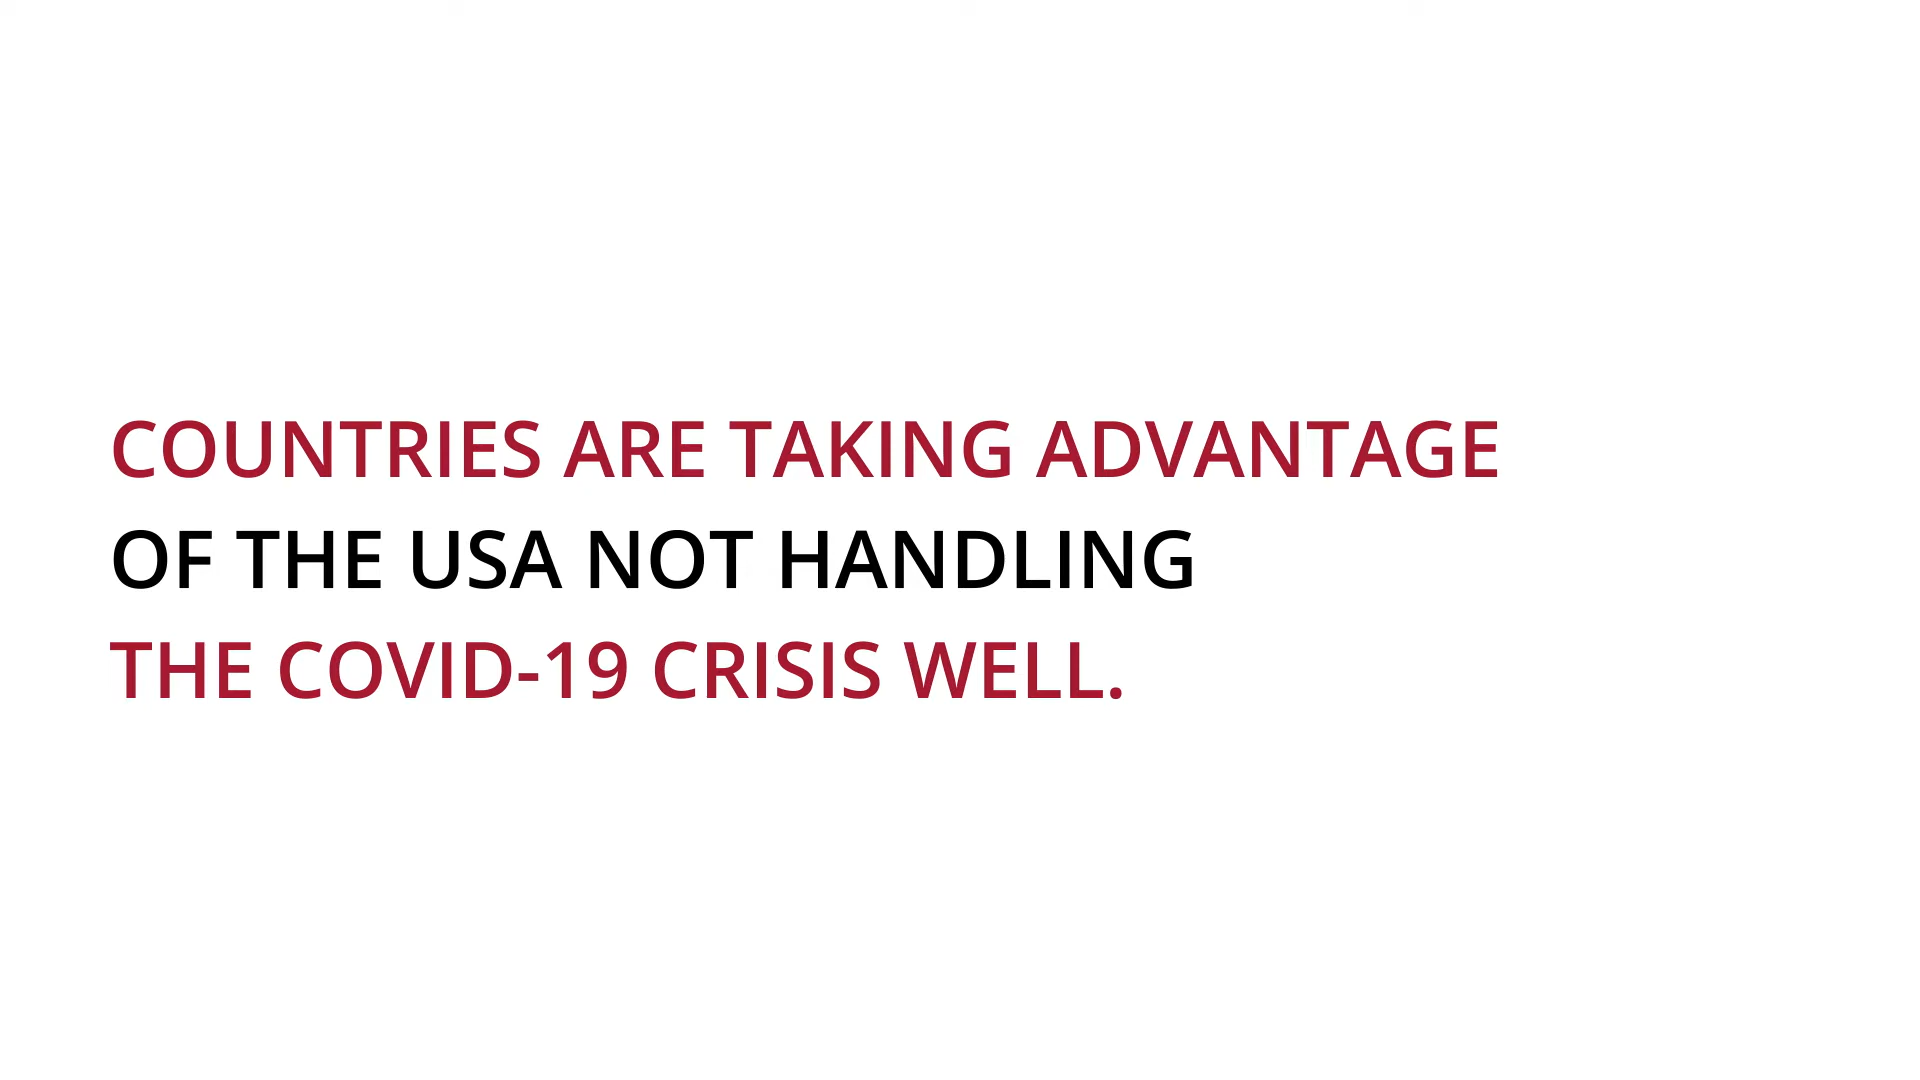 COUNTRIES ARE TAKING ADVANTAGE
OF THE USA NOT HANDLING
THE COVID-19 CRISIS WELL.